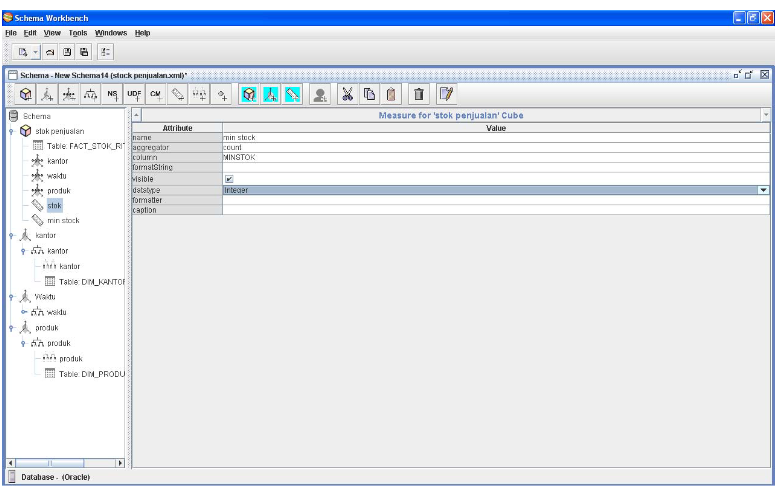 Schema Workbench
File Edit View Tools Windows Help
Schema - New Schema14 (stock penjualan.xml)*
NS UDF CM
Schema
stok penjualan
Table: FACT_STOK_RI
kantor
waktu
produk
stok
min stock
kantor
kantor
kantor
Table: DIM_KANTOR
Waktu
waktu
produk
produk
produk
Table: DIM_PRODU
Measure for 'stok penjualan' Cube
Attribute Value
name min stock
aggregator count
column MINSTOK
formatString
visible
datatype Integer
formatter
caption
Database - (Oracle)